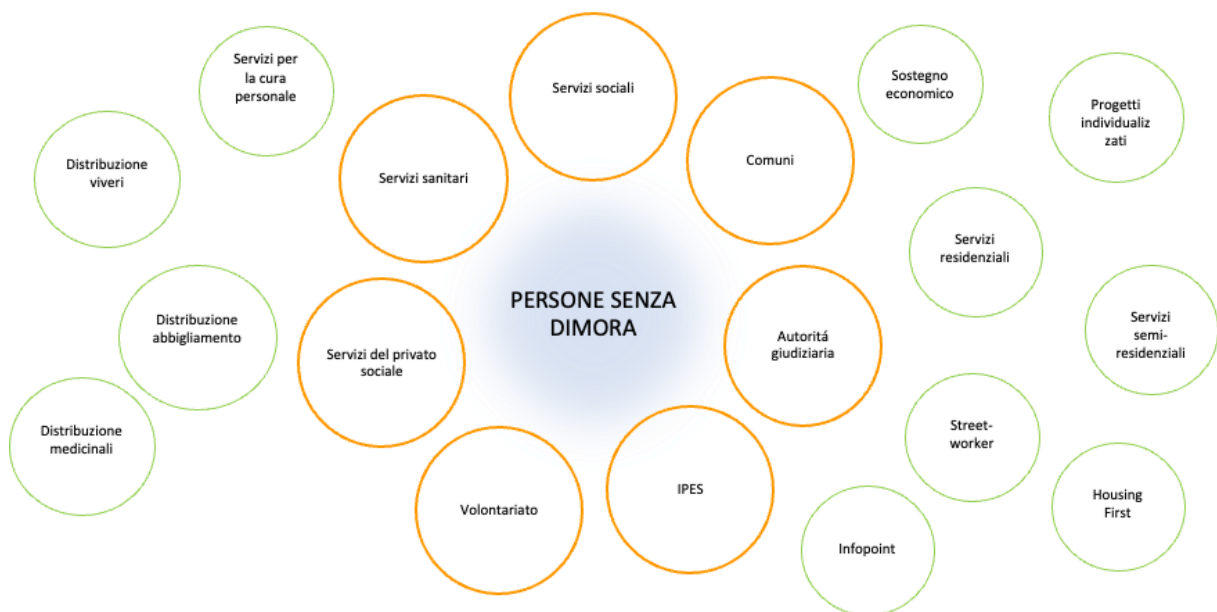 Servizi per
la cura
personale
Servizi sociali
Sostegno
economico
Progetti
individualiz
zati
Distribuzione
viveri
Servizi sanitari
Comuni
Servizi
residenziali
PERSONE SENZA
DIMORA
Distribuzione
abbigliamento
Servizi del privato
sociale
Autoritá
giudiziaria
Servizi
semi-
residenziali
Distribuzione
medicinali
Street-
worker
Volontariato
IPES
Housing
First
Infopoint